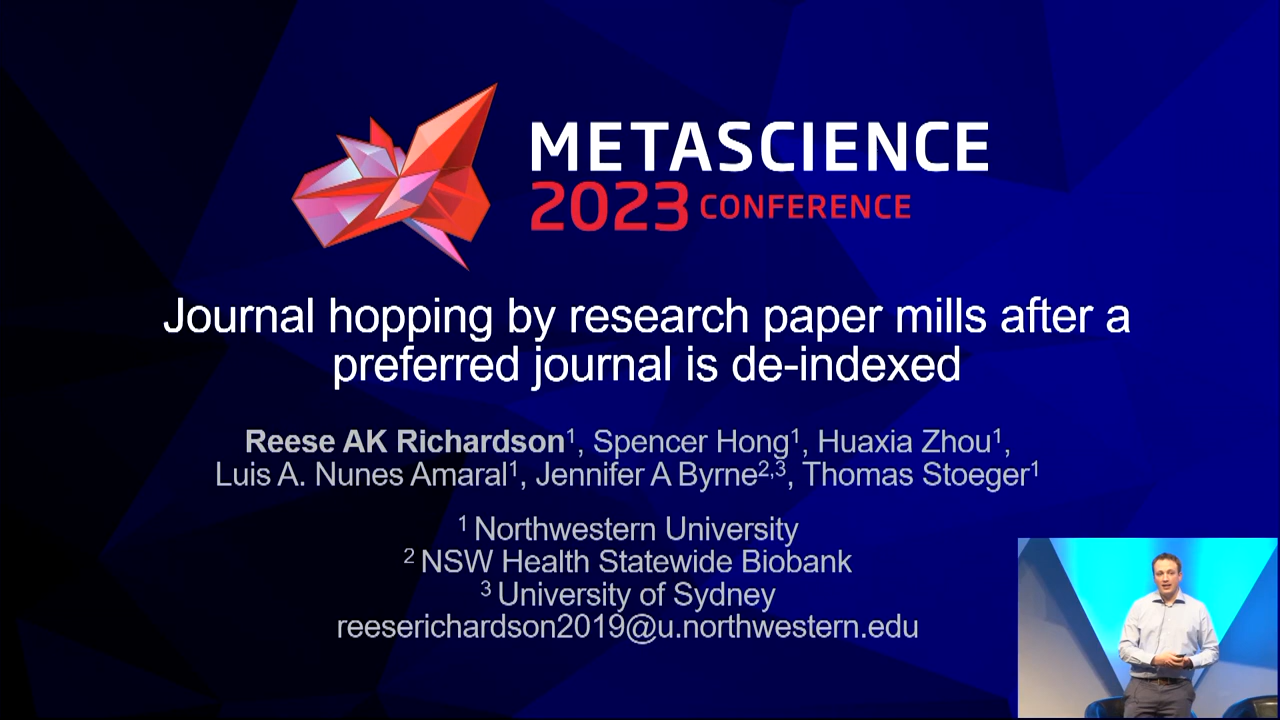 METASCIENCE
2023 CONFERENCE
Journal hopping by research paper mills after a
preferred journal is de-indexed
Reese AK Richardson¹, Spencer Hong¹, Huaxia Zhou¹,
Luis A. Nunes Amaral¹, Jennifer A Byrne²,³, Thomas Stoeger¹
¹ Northwestern University
² NSW Health Statewide Biobank
³ University of Sydney
reeserichardson2019@u.northwestern.edu